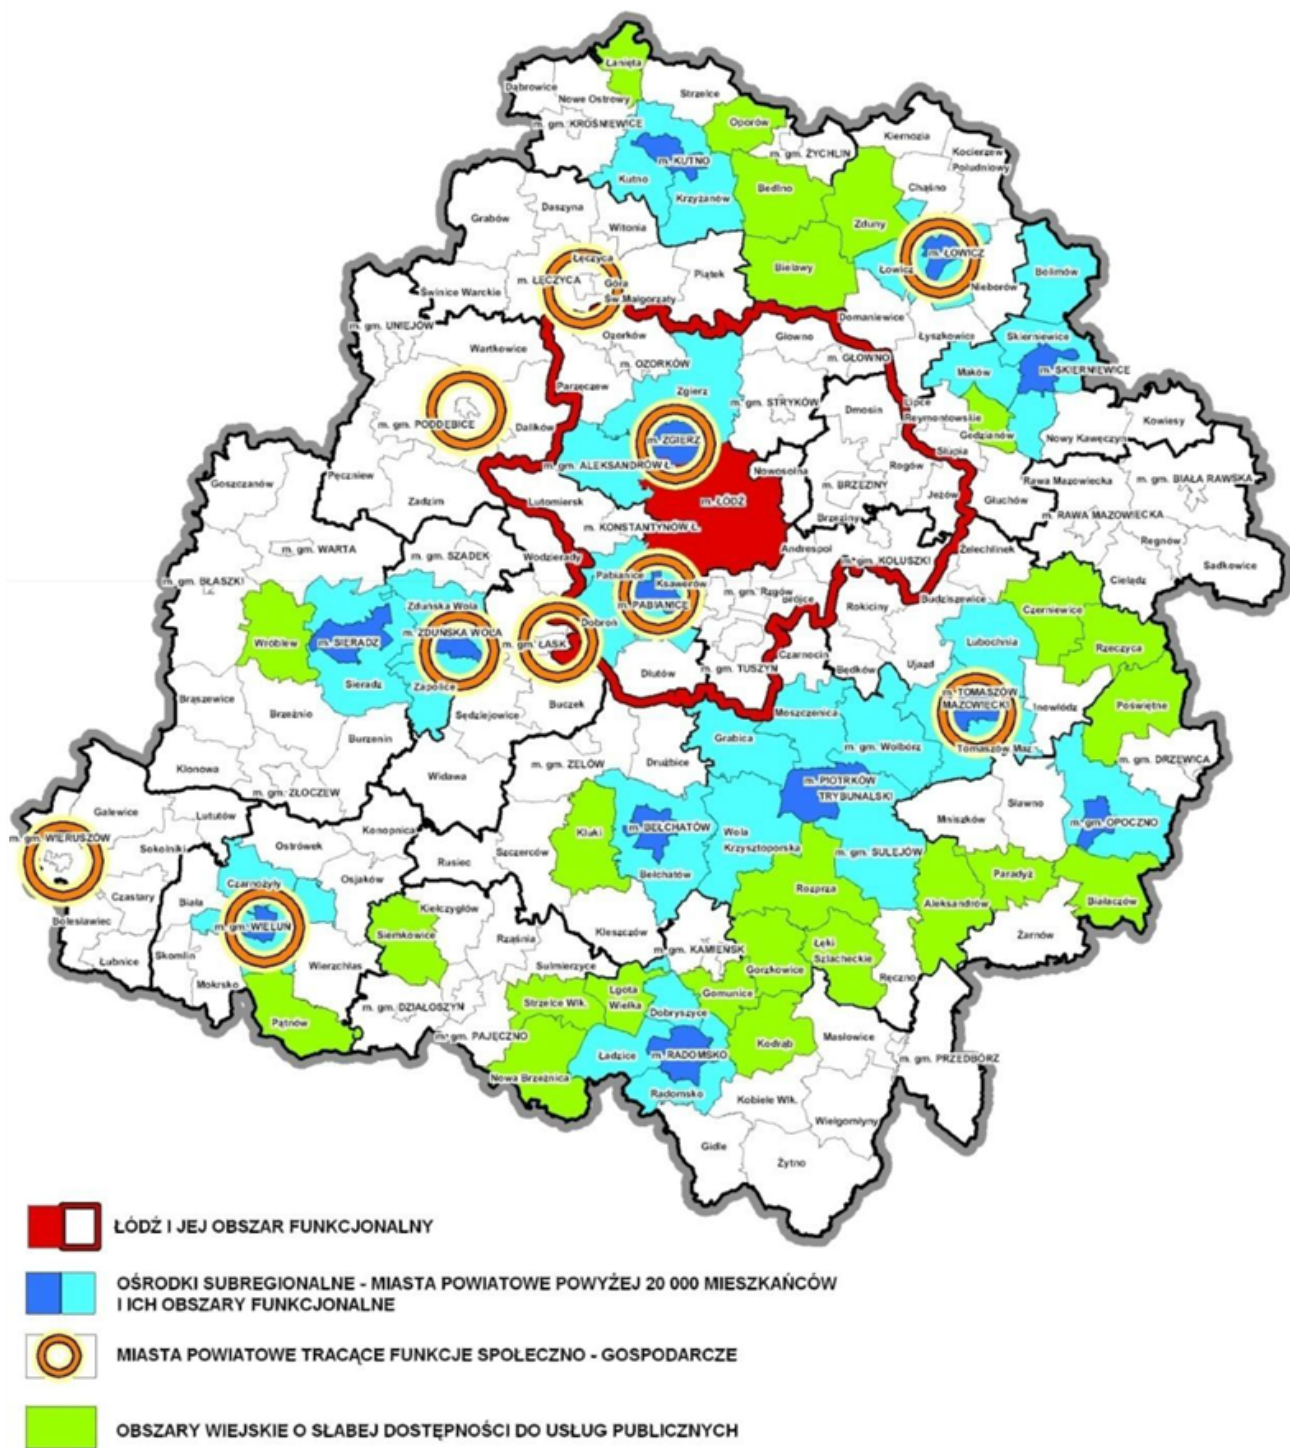 Łanięta
Dąbrowice
Nowe Ostrowy
Strzelce
m. gm. KROŚNIEWICE
Oporów
m. gm. ŻYCHLIN
Kiernozia
Kocierzew
Południowy
m. KUTNO
Kutno
Krzyżanów
Bedlno
Chąśno
Zduny
Daszyna
Grabów
Witonia
Łęczyca
m. ŁĘCZYCA
Góra
Św. Małgorzaty
Piątek
Bielawy
m. ŁOWICZ
Łowicz
Nieborów
Bolimów
Świnice Warckie
m. gm. UNIEJÓW
Wartkowice
Ozorków
m. OZORKÓW
Głowno
m. GŁOWNO
Domaniewice
Łyszkowice
Skierniewice
m. SKIERNIEWICE
Maków
Parzęczew
Zgierz
m. gm. STRYKÓW
Dmosin
Lipce
Reymontowskie
Godzianów
Kowiesy
Nowy Kawęczyn
m. gm. PODDĘBICE
Dalików
m. ZGIERZ
m. gm. ALEKSANDRÓW Ł.
Słupia
Pęczniew
Goszczanów
Zadzim
Lutomiersk
Nowosolna
m. ŁÓDŹ
m. BRZEZINY
Rogów
Jeżów
Głuchów
Rawa Mazowiecka
m. gm. BIAŁA RAWSKA
m. RAWA MAZOWIECKA
Brzeziny
m. KONSTANTYNÓW Ł.
Regnów
Sadkowice
m. gm. WARTA
m. gm. SZADEK
Wodzierady
Andrespol
m. gm. KOLUSZKI
Żelechlinek
Cielądz
m. gm. BŁASZKI
Pabianice
Ksawerów
m. PABIANICE
m. gm. Rzgów
Brójce
Rokiciny
Budziszewice
Czerniewice
Zduńska Wola
m. ZDUŃSKA WOLA
m. SIERADZ
Wróblew
m. gm. ŁASK
Dobroń
Dłutów
m. gm. TUSZYN
Czarnocin
Będków
Ujazd
Lubochnia
Rzeczyca
Sieradz
Zapolice
Sędziejowice
Buczek
Brąszewice
Brzeźnio
Burzenin
Moszczenica
m. TOMASZÓW
MAZOWIECKI
Inowłódz
Poświętne
Tomaszów Maz.
Grabica
m. gm. Wolbórz
Klonowa
m. gm. ZŁOCZEW
Widawa
m. gm. ZELÓW
Drużbice
m. PIOTRKÓW
TRYBUNALSKI
m. gm. DRZEWICA
Galewice
Lututów
m. gm. WIERUSZÓW
Sokolniki
Ostrówek
Konopnica
Rusiec
Szczerców
Kluki
m. BEŁCHATÓW
Bełchatów
Wola
Krzysztoporska
m. gm. SULEJÓW
Mniszków
Sławno
m. gm. OPOCZNO
Czastary
Bolesławiec
Łubnice
Biała
Czarnożyły
Osjaków
m. gm. WIELUŃ
Skomlin
Mokrsko
Wierzchlas
Siemkowice
Kiełczygłów
Rząśnia
Sulmierzyce
Kleszczów
m. gm. KAMIEŃSK
Rozprza
Łęki
Szlacheckie
Ręczno
Aleksandrów
Paradyż
Białaczów
Żarnów
Gorzkowice
Gomunice
Pątnów
m. gm. DZIAŁOSZYN
m. gm. PAJĘCZNO
Strzelce Wlk.
Lgota
Wielka
Dobryszyce
Ładzice
m. RADOMSKO
Radomsko
Kodrąb
Masłowice
m. gm. PRZEDBÓRZ
Nowa Brzeźnica
Kobiele Wlk.
Wielgomłyny
Gidle
Żytno
ŁÓDŹ I JEJ OBSZAR FUNKCJONALNY
OŚRODKI SUBREGIONALNE - MIASTA POWIATOWE POWYŻEJ 20 000 MIESZKAŃCÓW
I ICH OBSZARY FUNKCJONALNE
MIASTA POWIATOWE TRACĄCE FUNKCJE SPOŁECZNO - GOSPODARCZE
OBSZARY WIEJSKIE O SŁABEJ DOSTĘPNOŚCI DO USŁUG PUBLICZNYCH